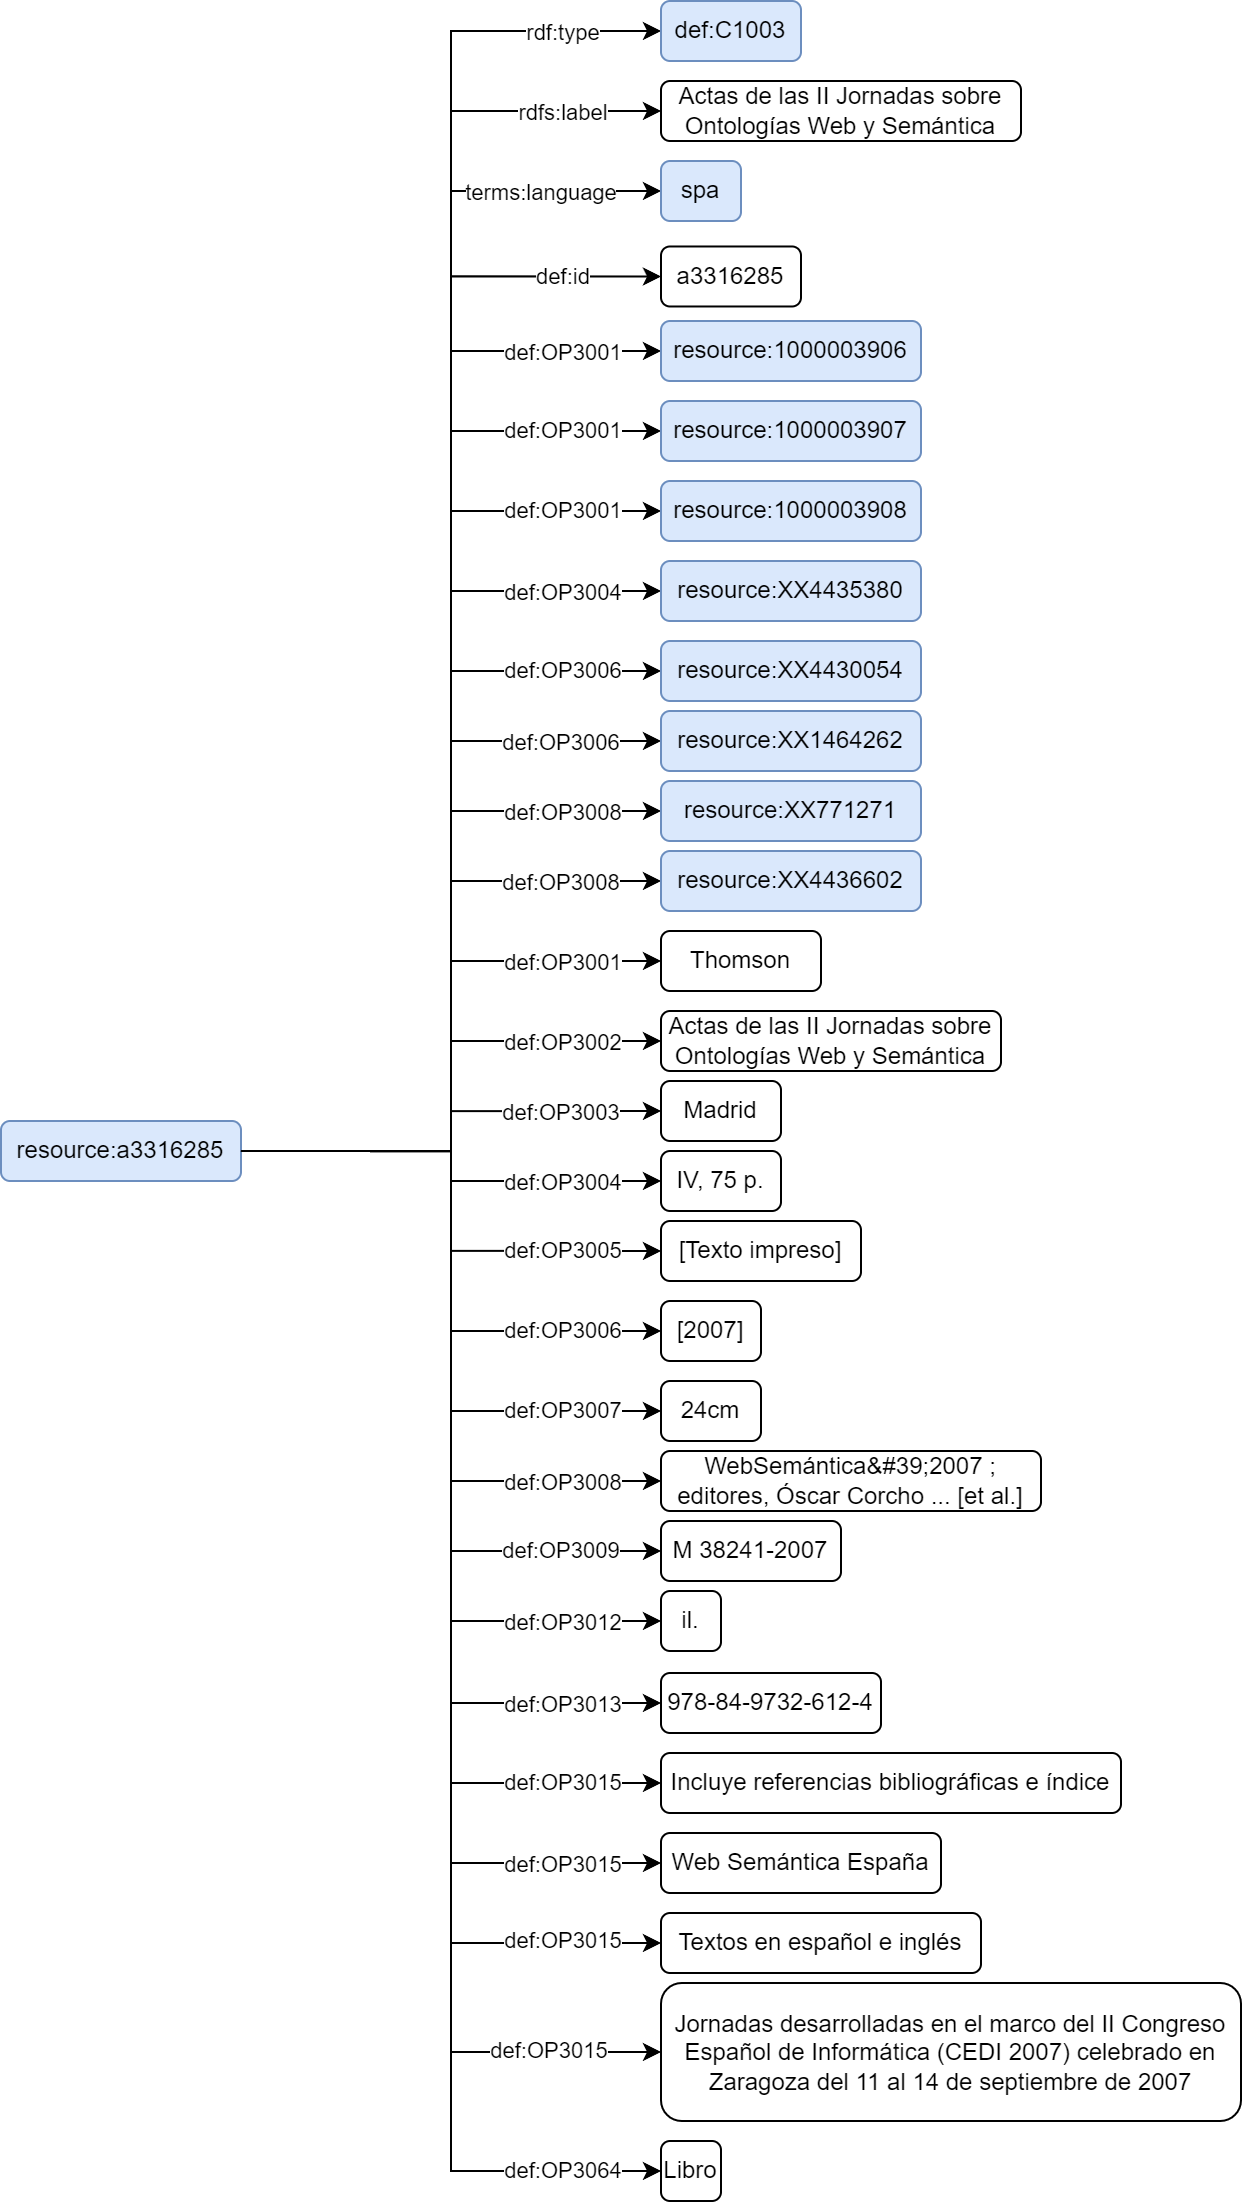 rdf:type
def:C1003
rdfs:label
Actas de las II Jornadas sobre
Ontologías Web y Semántica
terms:language
spa
def:id
a3316285
def:OP3001
resource:1000003906
def:OP3001
resource:1000003907
def:OP3001
resource:1000003908
def:OP3004
resource:XX4435380
def:OP3006
resource:XX4430054
def:OP3006
resource:XX1464262
def:OP3008
resource:XX771271
def:OP3008
resource:XX4436602
def:OP3001
Thomson
def:OP3002
Actas de las II Jornadas sobre
Ontologías Web y Semántica
def:OP3003
Madrid
resource:a3316285
def:OP3004
IV, 75 p.
def:OP3005
[Texto impreso]
def:OP3006
[2007]
def:OP3007
24cm
def:OP3008
WebSemántica&#39;2007 ;
editores, Óscar Corcho ... [et al.]
def:OP3009
M 38241-2007
def:OP3012
il.
def:OP3013
978-84-9732-612-4
def:OP3015
Incluye referencias bibliográficas e índice
def:OP3015
Web Semántica España
def:OP3015
Textos en español e inglés
def:OP3015
Jornadas desarrolladas en el marco del II Congreso
Español de Informática (CEDI 2007) celebrado en
Zaragoza del 11 al 14 de septiembre de 2007
def:OP3064
Libro